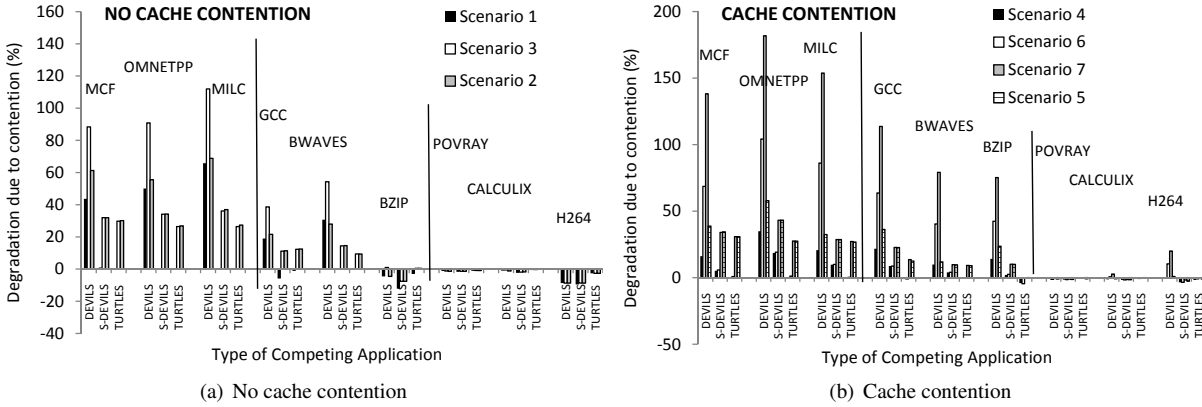 NO CACHE CONTENTION
Degradation due to contention (%)
160
140
120
100
80
60
40
20
0
-20
-40
Scenario 1
Scenario 3
Scenario 2
MCF
OMNETPP
MILC
GCC
BWAVES
BZIP
POVRAY
CALCULIX
H264
DEVILS
S-DEVILS
TURTLES
DEVILS
S-DEVILS
TURTLES
DEVILS
S-DEVILS
TURTLES
DEVILS
S-DEVILS
TURTLES
DEVILS
S-DEVILS
TURTLES
DEVILS
S-DEVILS
TURTLES
DEVILS
S-DEVILS
TURTLES
DEVILS
S-DEVILS
TURTLES
DEVILS
S-DEVILS
TURTLES
Type of Competing Application
(a) No cache contention
CACHE CONTENTION
Degradation due to contention (%)
200
150
100
50
0
-50
Scenario 4
Scenario 6
Scenario 7
Scenario 5
MCF
OMNETPP
MILC
GCC
BWAVES
BZIP
POVRAY
CALCULIX
H264
DEVILS
S-DEVILS
TURTLES
DEVILS
S-DEVILS
TURTLES
DEVILS
S-DEVILS
TURTLES
DEVILS
S-DEVILS
TURTLES
DEVILS
S-DEVILS
TURTLES
DEVILS
S-DEVILS
TURTLES
DEVILS
S-DEVILS
TURTLES
DEVILS
S-DEVILS
TURTLES
DEVILS
S-DEVILS
TURTLES
Type of Competing Application
(b) Cache contention